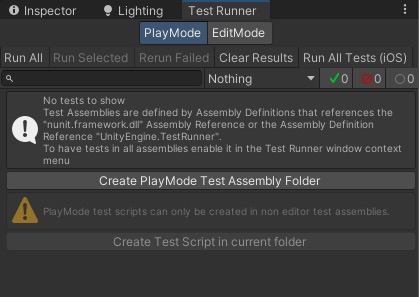 Inspector Lighting Test Runner
PlayMode EditMode
Run All Run Selected Rerun Failed Clear Results Run All Tests (iOS)
Nothing 0 0 0
No tests to show
Test Assemblies are defined by Assembly Definitions that references the
"nunit.framework.dll" Assembly Reference or the Assembly Definition
Reference "UnityEngine.TestRunner".
To have tests in all assemblies enable it in the Test Runner window context
menu
Create PlayMode Test Assembly Folder
PlayMode test scripts can only be created in non editor test assemblies.
Create Test Script in current folder